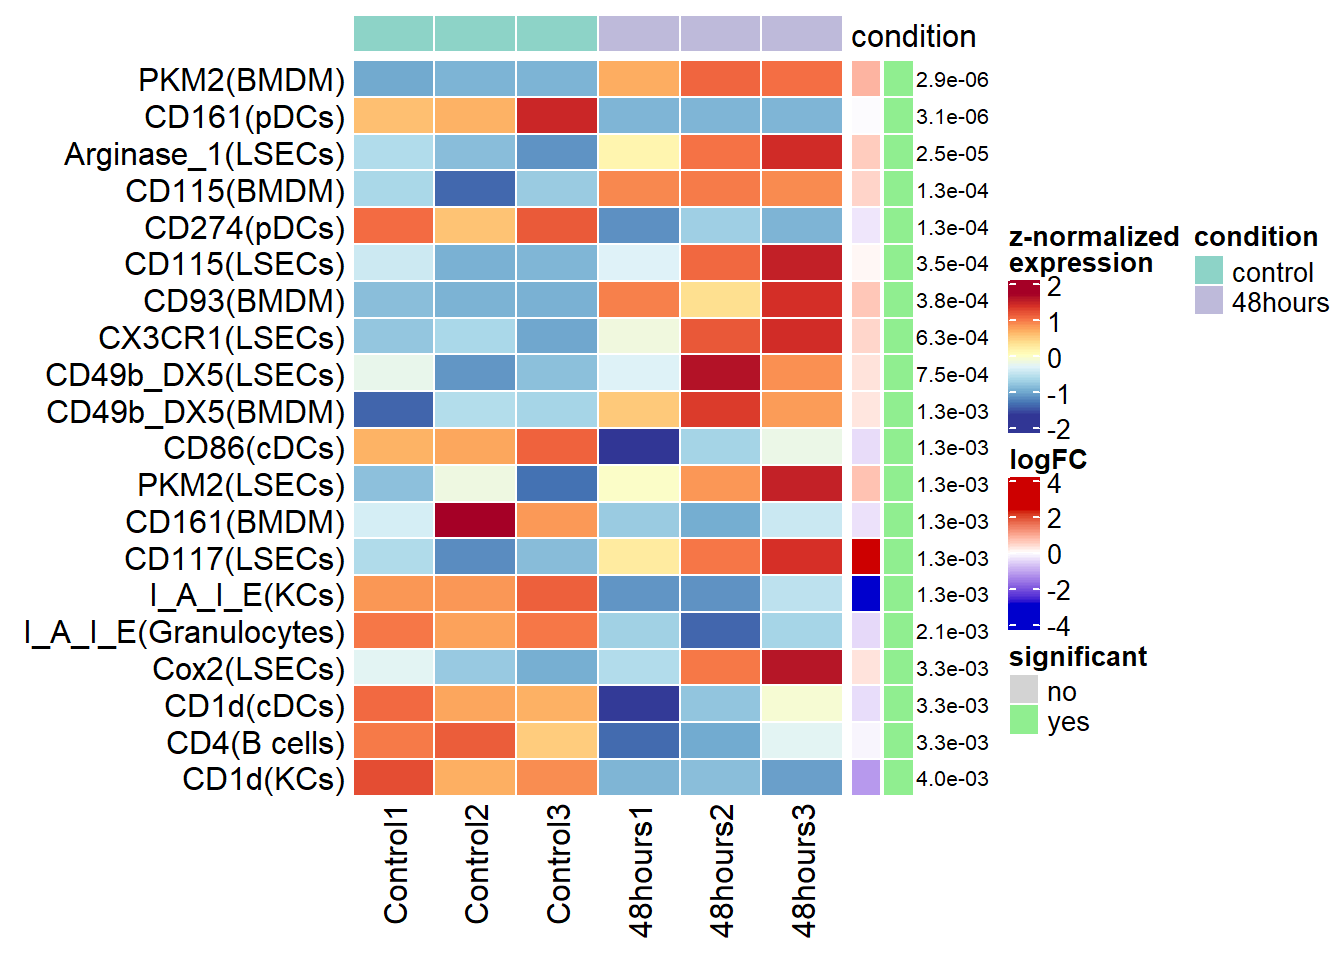 condition
PKM2(BMDM) 2.9e-06
CD161(pDCs) 3.1e-06
Arginase_1(LSECs) 2.5e-05
CD115(BMDM) 1.3e-04
CD274(pDCs) 1.3e-04
CD115(LSECs) 3.5e-04
CD93(BMDM) 3.8e-04
CX3CR1(LSECs) 6.3e-04
CD49b_DX5(LSECs) 7.5e-04
CD49b_DX5(BMDM) 1.3e-03
CD86(cDCs) 1.3e-03
PKM2(LSECs) 1.3e-03
CD161(BMDM) 1.3e-03
CD117(LSECs) 1.3e-03
I_A_I_E(KCs) 1.3e-03
I_A_I_E(Granulocytes) 2.1e-03
Cox2(LSECs) 3.3e-03
CD1d(cDCs) 3.3e-03
CD4(B cells) 3.3e-03
CD1d(KCs) 4.0e-03
Control1
Control2
Control3
48hours1
48hours2
48hours3
z-normalized
expression
2
1
0
-1
-2
logFC
4
2
0
-2
-4
significant
no
yes
condition
control
48hours